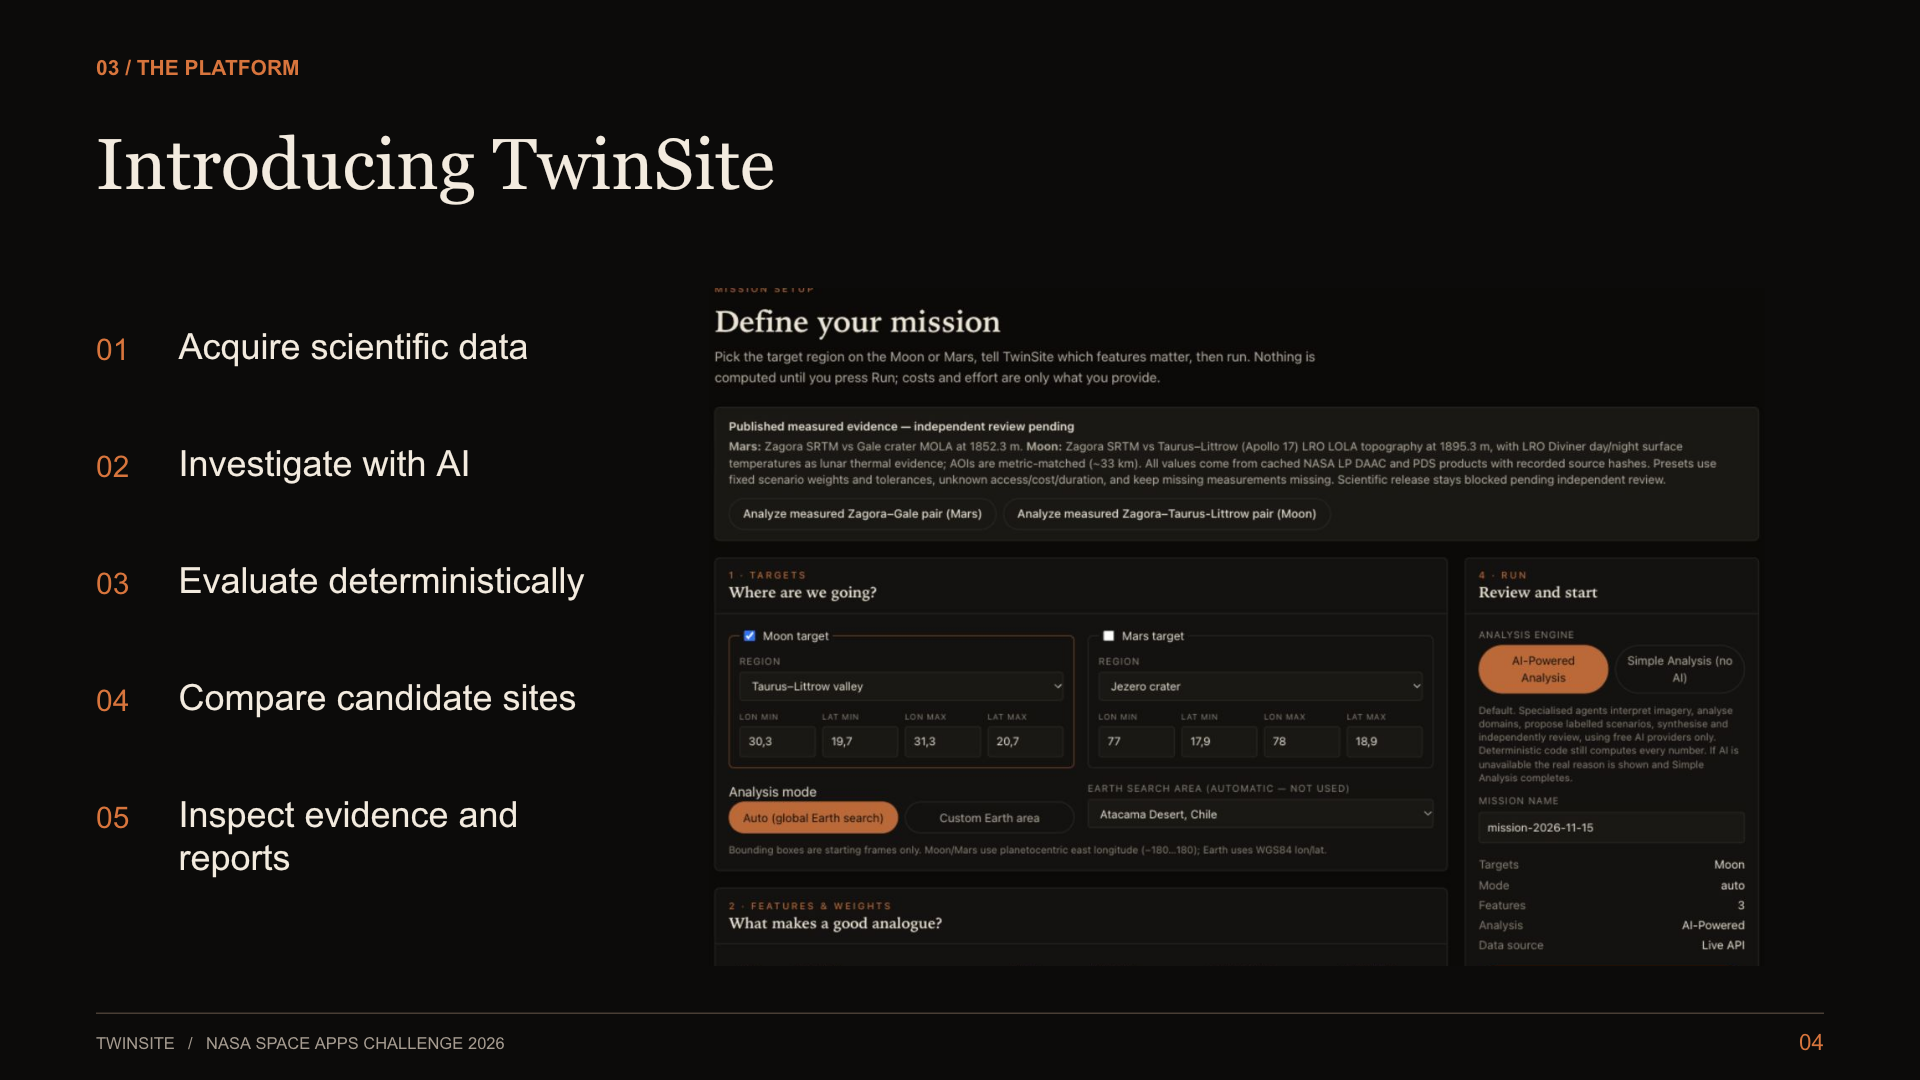 03 / THE PLATFORM
Introducing TwinSite
01 Acquire scientific data
02 Investigate with AI
03 Evaluate deterministically
04 Compare candidate sites
05 Inspect evidence and
reports
MISSION SETUP
Define your mission
Pick the target region on the Moon or Mars, tell TwinSite which features matter, then run. Nothing is
computed until you press Run; costs and effort are only what you provide.
Published measured evidence — independent review pending
Mars: Zagora SRTM vs Gale crater MOLA at 1852.3 m. Moon: Zagora SRTM vs Taurus–Littrow (Apollo 17) LRO LOLA topography at 1895.3 m, with LRO Diviner day/night surface
temperatures as lunar thermal evidence; AOIs are metric-matched (~33 km). All values come from cached NASA LP DAAC and PDS products with recorded source hashes. Presets use
fixed scenario weights and tolerances, unknown access/cost/duration, and keep missing measurements missing. Scientific release stays blocked pending independent review.
Analyze measured Zagora–Gale pair (Mars)
Analyze measured Zagora–Taurus-Littrow pair (Moon)
1 · TARGETS
Where are we going?
Moon target
REGION
Taurus–Littrow valley
LON MIN LAT MIN LON MAX LAT MAX
30,3 19,7 31,3 20,7
Mars target
REGION
Jezero crater
LON MIN LAT MIN LON MAX LAT MAX
77 17,9 78 18,9
Analysis mode
Auto (global Earth search) Custom Earth area
EARTH SEARCH AREA (AUTOMATIC — NOT USED)
Atacama Desert, Chile
Bounding boxes are starting frames only. Moon/Mars use planetocentric east longitude (−180…180); Earth uses WGS84 lon/lat.
2 · FEATURES & WEIGHTS
What makes a good analogue?
4 · RUN
Review and start
ANALYSIS ENGINE
AI-Powered
Analysis
Simple Analysis (no
AI)
Default. Specialised agents interpret imagery, analyse
domains, propose labelled scenarios, synthesise and
independently review, using free AI providers only.
Deterministic code still computes every number. If AI is
unavailable the real reason is shown and Simple
Analysis completes.
MISSION NAME
mission-2026-11-15
Targets Moon
Mode auto
Features 3
Analysis AI-Powered
Data source Live API
TWINSITE / NASA SPACE APPS CHALLENGE 2026
04